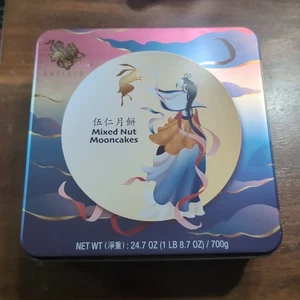 伍仁月餅
Mixed Nut
Mooncakes
NET WT (淨重): 24.7 OZ (1 LB 8.7 OZ) / 700g